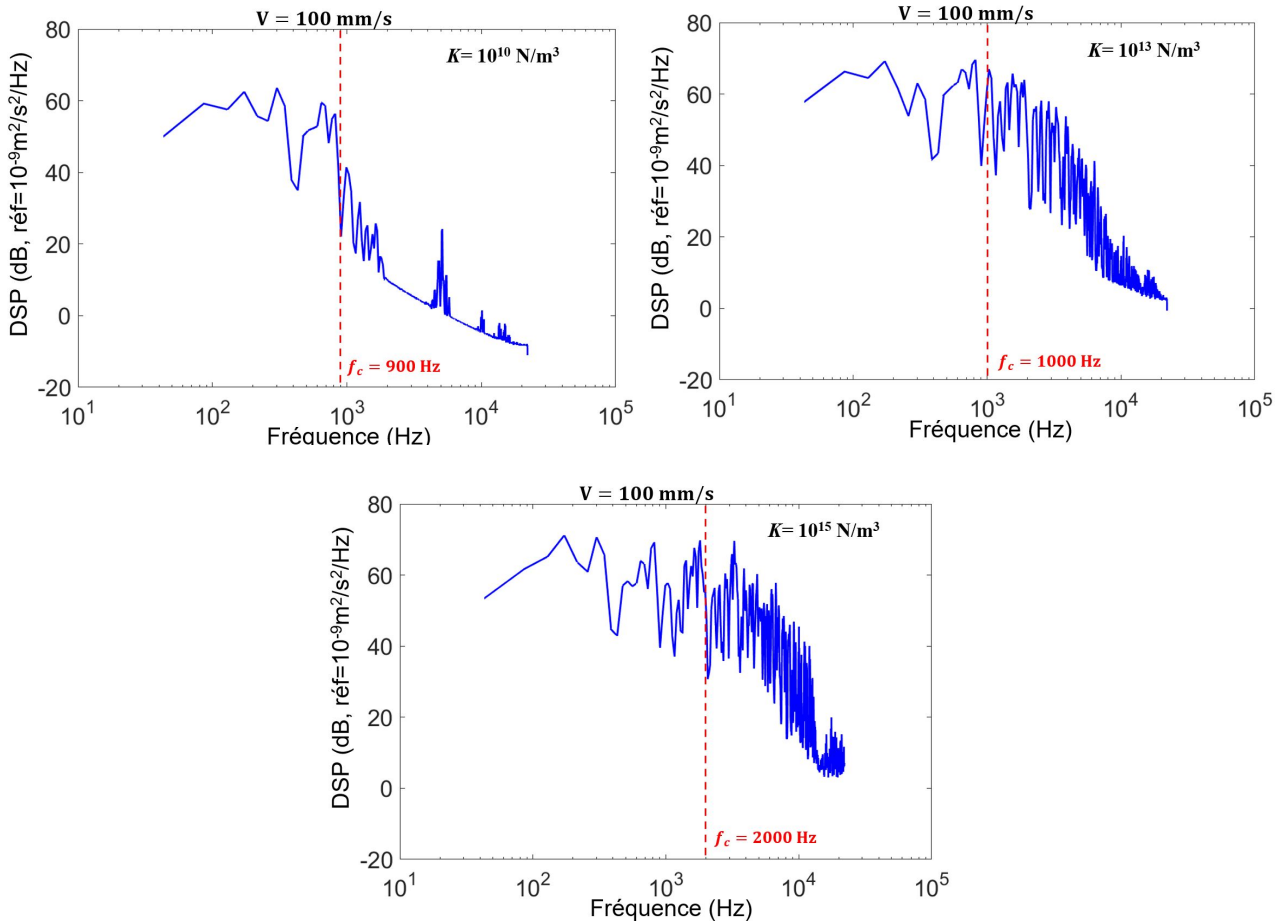 V = 100 mm/s
K= 10¹⁰ N/m³
DSP (dB, réf=10⁻⁹m²/s²/Hz)
80
60
40
20
0
-20
f_c = 900 Hz
10¹ 10² 10³ 10⁴ 10⁵
Fréquence (Hz)
V = 100 mm/s
K= 10¹³ N/m³
DSP (dB, réf=10⁻⁹m²/s²/Hz)
80
60
40
20
0
-20
f_c = 1000 Hz
10¹ 10² 10³ 10⁴ 10⁵
Fréquence (Hz)
V = 100 mm/s
K= 10¹⁵ N/m³
DSP (dB, réf=10⁻⁹m²/s²/Hz)
80
60
40
20
0
-20
f_c = 2000 Hz
10¹ 10² 10³ 10⁴ 10⁵
Fréquence (Hz)